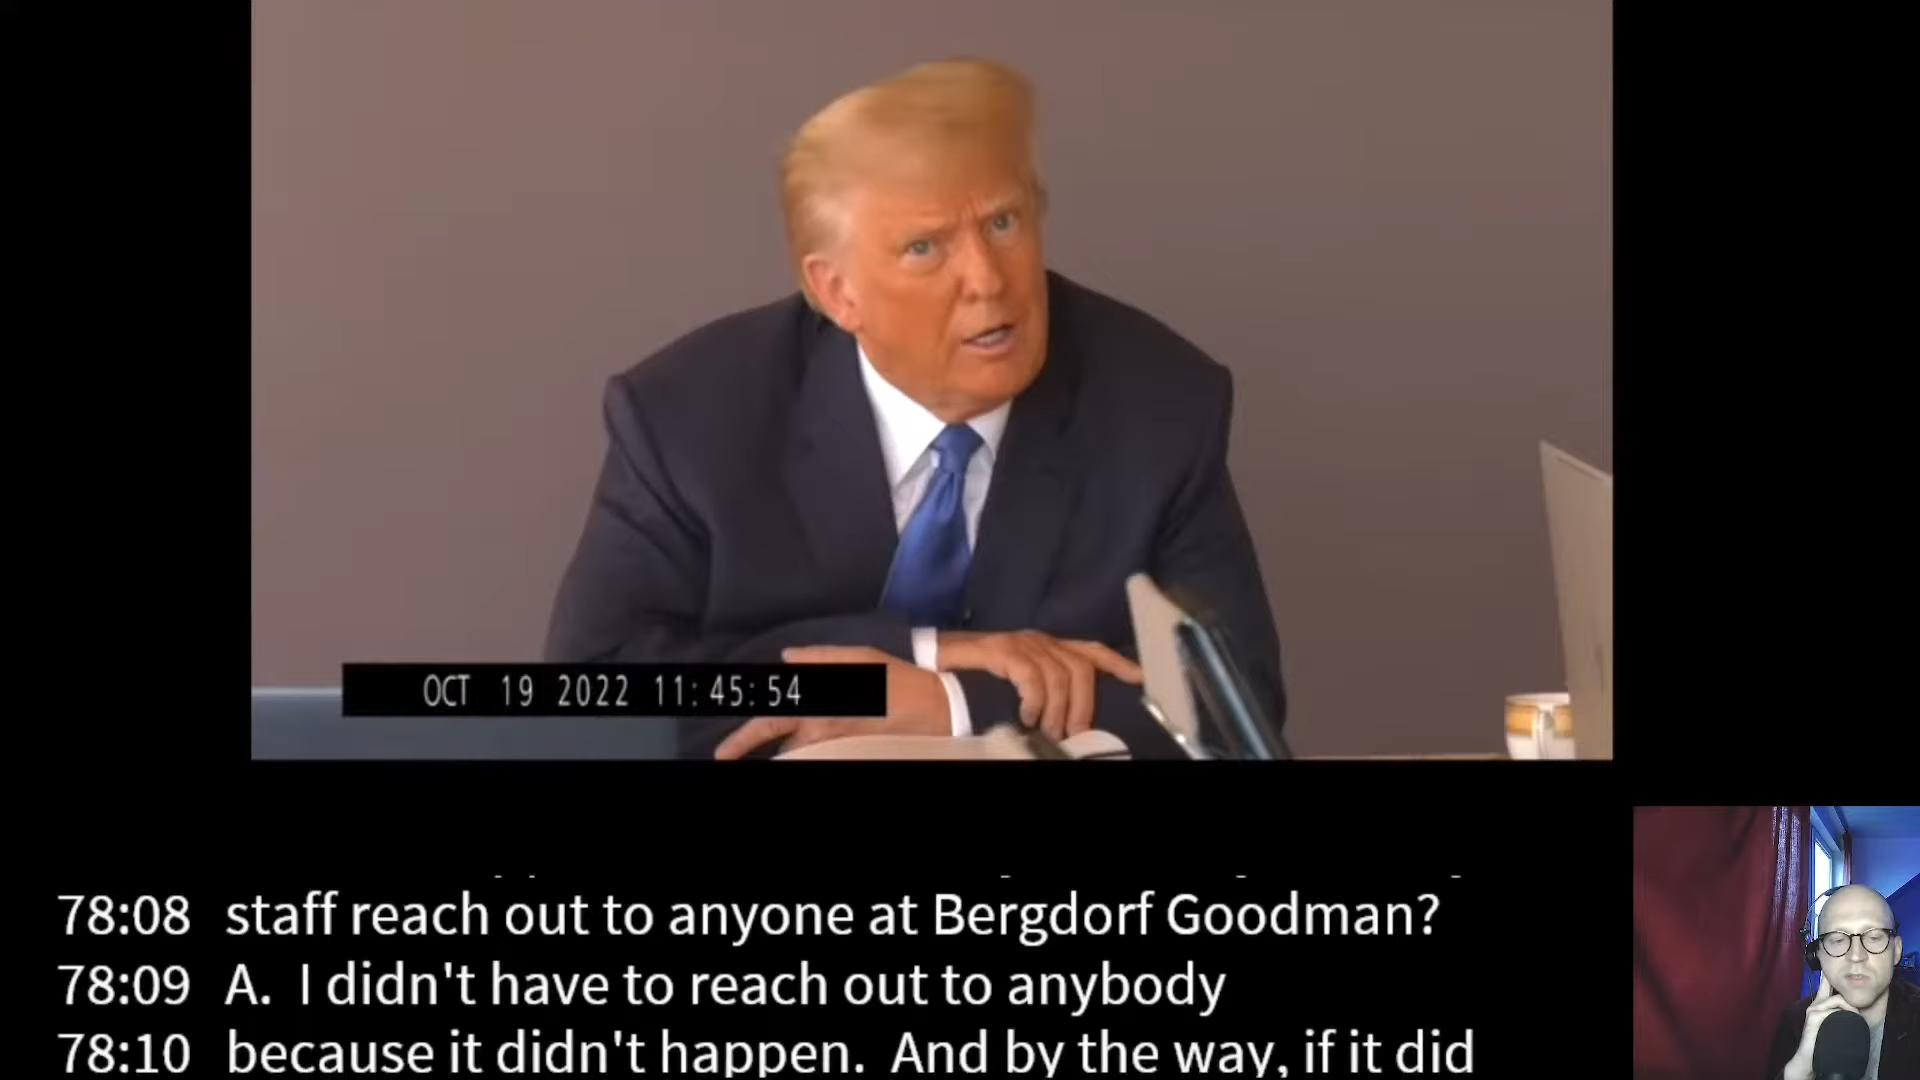 OCT 19 2022 11:45:54
78:08 staff reach out to anyone at Bergdorf Goodman?
78:09 A. I didn't have to reach out to anybody
78:10 because it didn't happen. And by the way, if it did